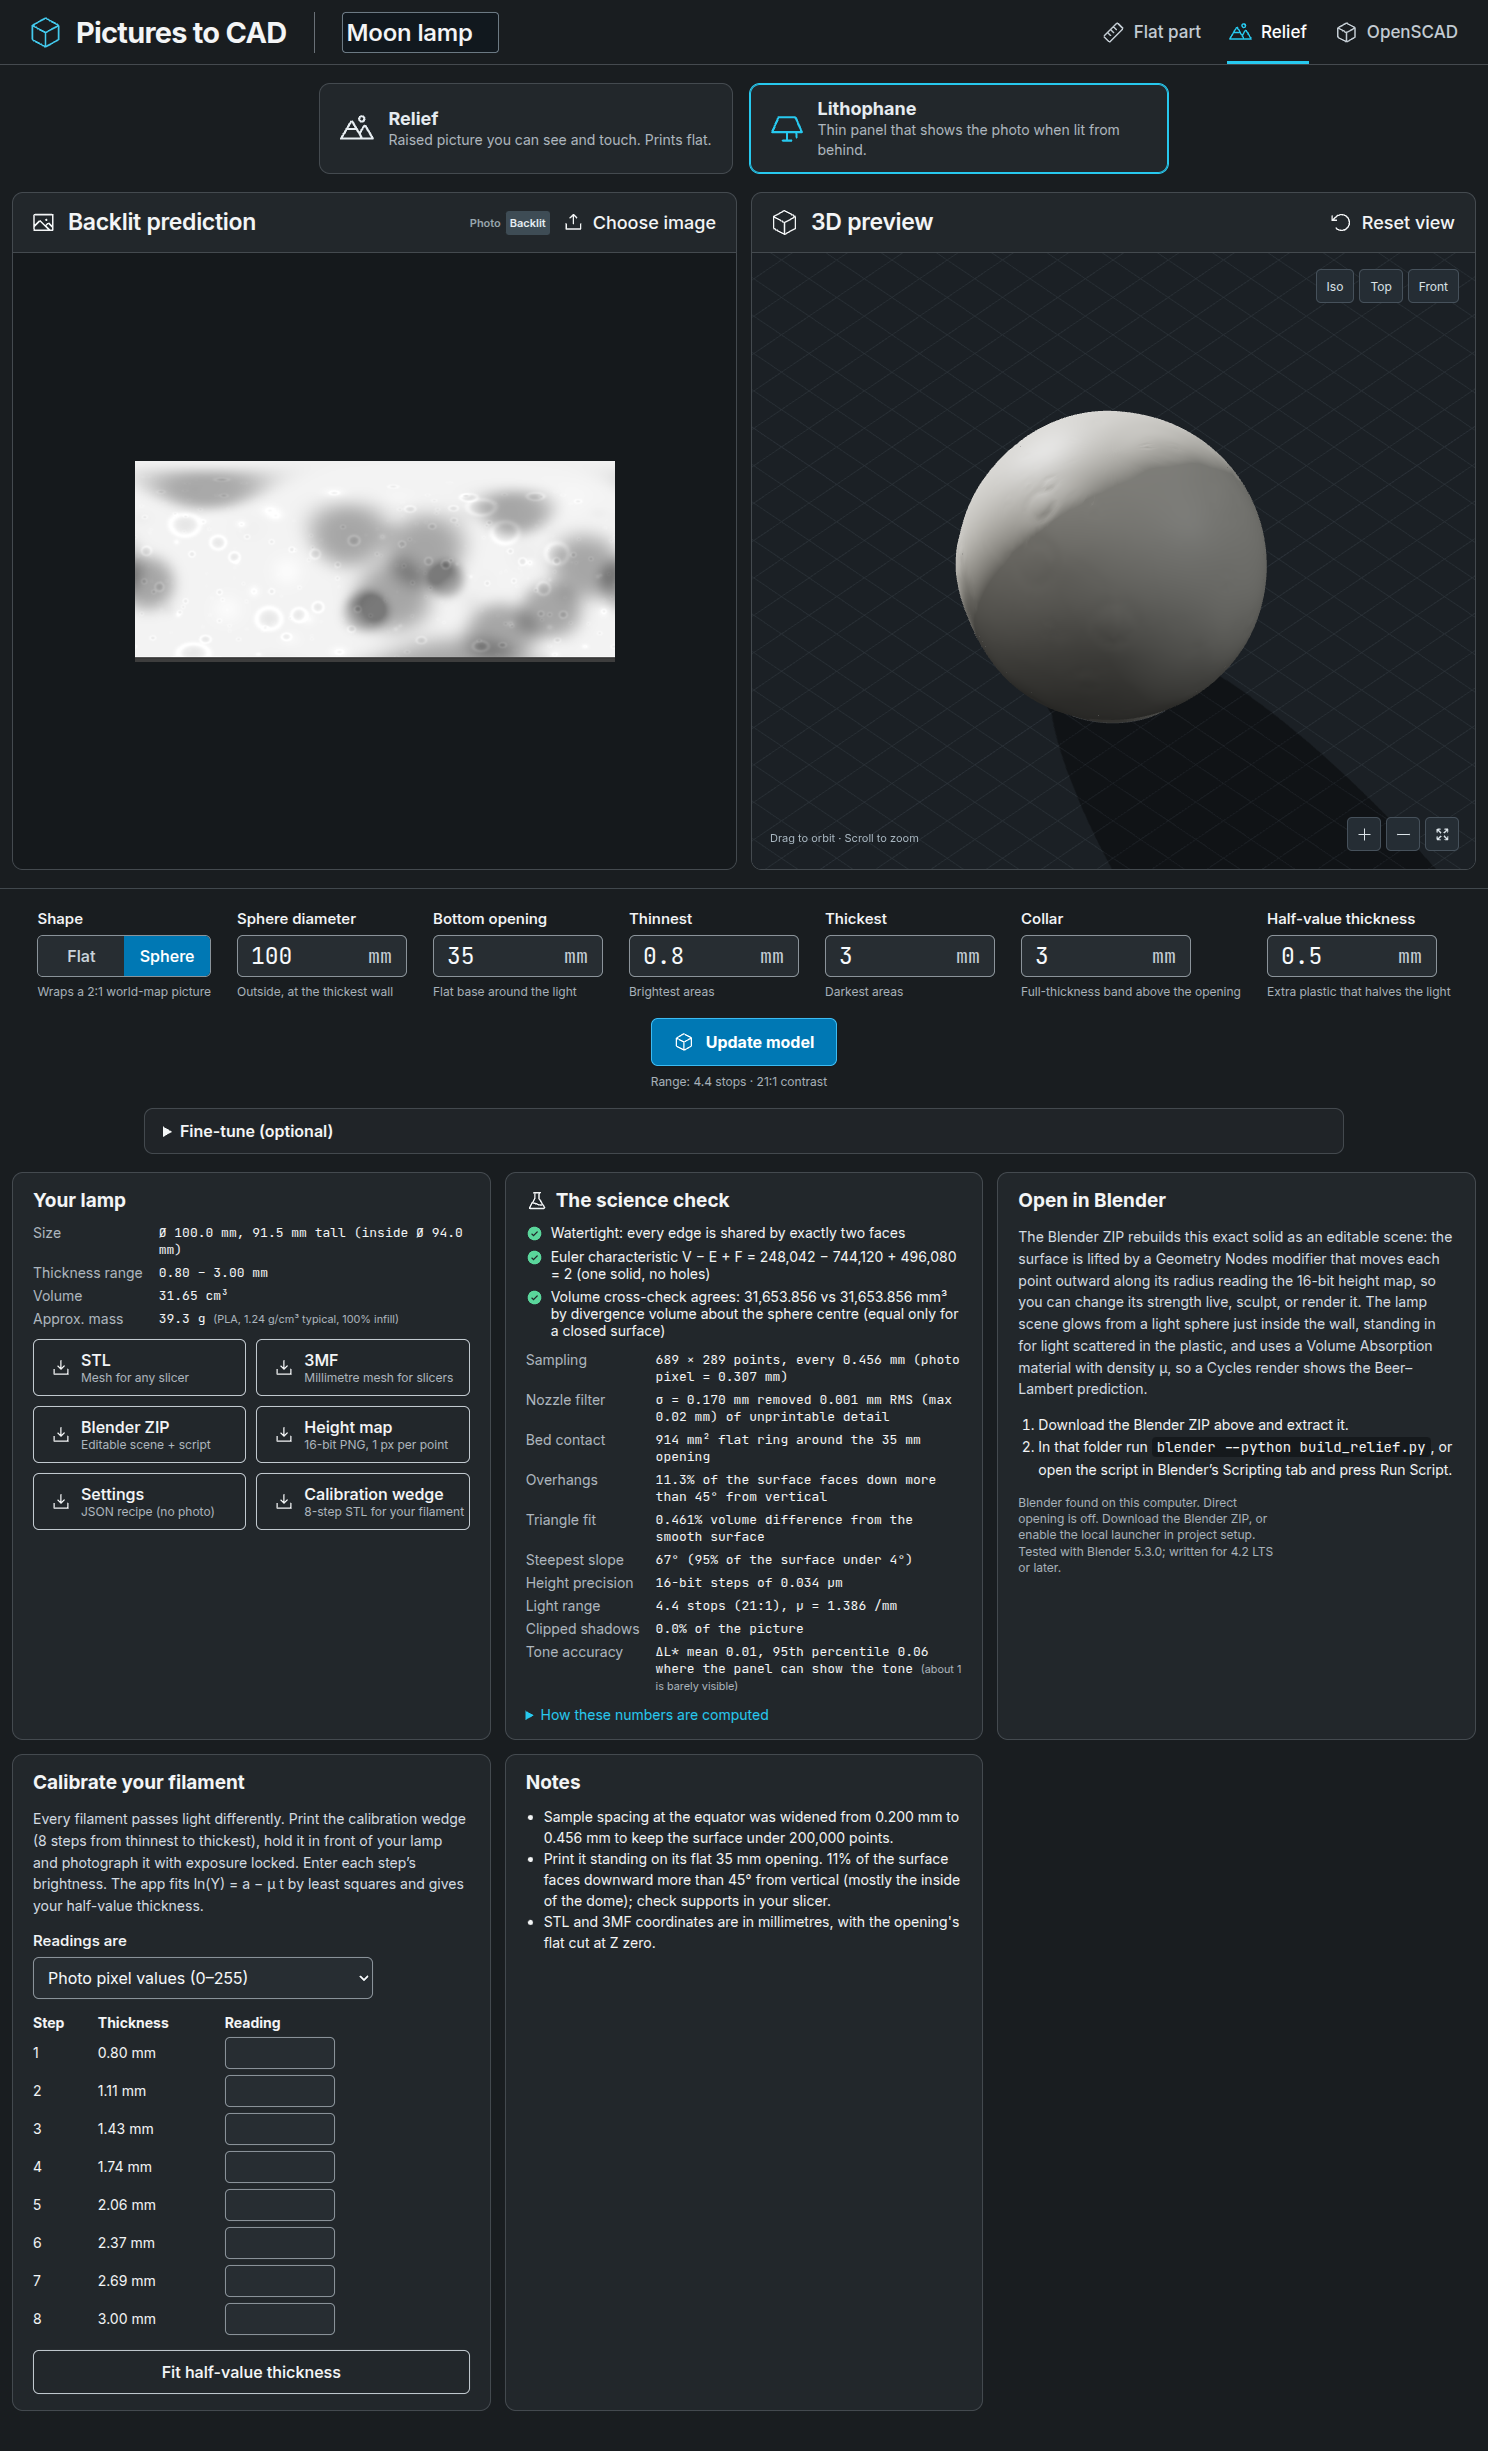 Pictures to CAD
Moon lamp
Flat part
Relief
OpenSCAD
Relief
Raised picture you can see and touch. Prints flat.
Lithophane
Thin panel that shows the photo when lit from
behind.
Backlit prediction
Photo
Backlit
Choose image
3D preview
Reset view
Iso
Top
Front
Drag to orbit · Scroll to zoom
Shape
Flat
Sphere
Wraps a 2:1 world-map picture
Sphere diameter
100 mm
Outside, at the thickest wall
Bottom opening
35 mm
Flat base around the light
Thinnest
0.8 mm
Brightest areas
Thickest
3 mm
Darkest areas
Collar
3 mm
Full-thickness band above the opening
Half-value thickness
0.5 mm
Extra plastic that halves the light
Update model
Range: 4.4 stops · 21:1 contrast
Fine-tune (optional)
Your lamp
Size Ø 100.0 mm, 91.5 mm tall (inside Ø 94.0
mm)
Thickness range 0.80 – 3.00 mm
Volume 31.65 cm³
Approx. mass 39.3 g (PLA, 1.24 g/cm³ typical, 100% infill)
STL
Mesh for any slicer
3MF
Millimetre mesh for slicers
Blender ZIP
Editable scene + script
Height map
16-bit PNG, 1 px per point
Settings
JSON recipe (no photo)
Calibration wedge
8-step STL for your filament
The science check
Watertight: every edge is shared by exactly two faces
Euler characteristic V − E + F = 248,042 − 744,120 + 496,080
= 2 (one solid, no holes)
Volume cross-check agrees: 31,653.856 vs 31,653.856 mm³
by divergence volume about the sphere centre (equal only for
a closed surface)
Sampling 689 × 289 points, every 0.456 mm (photo
pixel = 0.307 mm)
Nozzle filter σ = 0.170 mm removed 0.001 mm RMS (max
0.02 mm) of unprintable detail
Bed contact 914 mm² flat ring around the 35 mm
opening
Overhangs 11.3% of the surface faces down more
than 45° from vertical
Triangle fit 0.461% volume difference from the
smooth surface
Steepest slope 67° (95% of the surface under 4°)
Height precision 16-bit steps of 0.034 µm
Light range 4.4 stops (21:1), µ = 1.386 /mm
Clipped shadows 0.0% of the picture
Tone accuracy ΔL* mean 0.01, 95th percentile 0.06
where the panel can show the tone (about 1
is barely visible)
How these numbers are computed
Open in Blender
The Blender ZIP rebuilds this exact solid as an editable scene: the
surface is lifted by a Geometry Nodes modifier that moves each
point outward along its radius reading the 16-bit height map, so
you can change its strength live, sculpt, or render it. The lamp
scene glows from a light sphere just inside the wall, standing in
for light scattered in the plastic, and uses a Volume Absorption
material with density µ, so a Cycles render shows the Beer–
Lambert prediction.
1. Download the Blender ZIP above and extract it.
2. In that folder run blender --python build_relief.py, or
open the script in Blender’s Scripting tab and press Run Script.
Blender found on this computer. Direct
opening is off. Download the Blender ZIP, or
enable the local launcher in project setup.
Tested with Blender 5.3.0; written for 4.2 LTS
or later.
Calibrate your filament
Every filament passes light differently. Print the calibration wedge
(8 steps from thinnest to thickest), hold it in front of your lamp
and photograph it with exposure locked. Enter each step’s
brightness. The app fits ln(Y) = a − µ t by least squares and gives
your half-value thickness.
Readings are
Photo pixel values (0–255)
Step Thickness Reading
1 0.80 mm
2 1.11 mm
3 1.43 mm
4 1.74 mm
5 2.06 mm
6 2.37 mm
7 2.69 mm
8 3.00 mm
Fit half-value thickness
Notes
• Sample spacing at the equator was widened from 0.200 mm to
0.456 mm to keep the surface under 200,000 points.
• Print it standing on its flat 35 mm opening. 11% of the surface
faces downward more than 45° from vertical (mostly the inside
of the dome); check supports in your slicer.
• STL and 3MF coordinates are in millimetres, with the opening's
flat cut at Z zero.